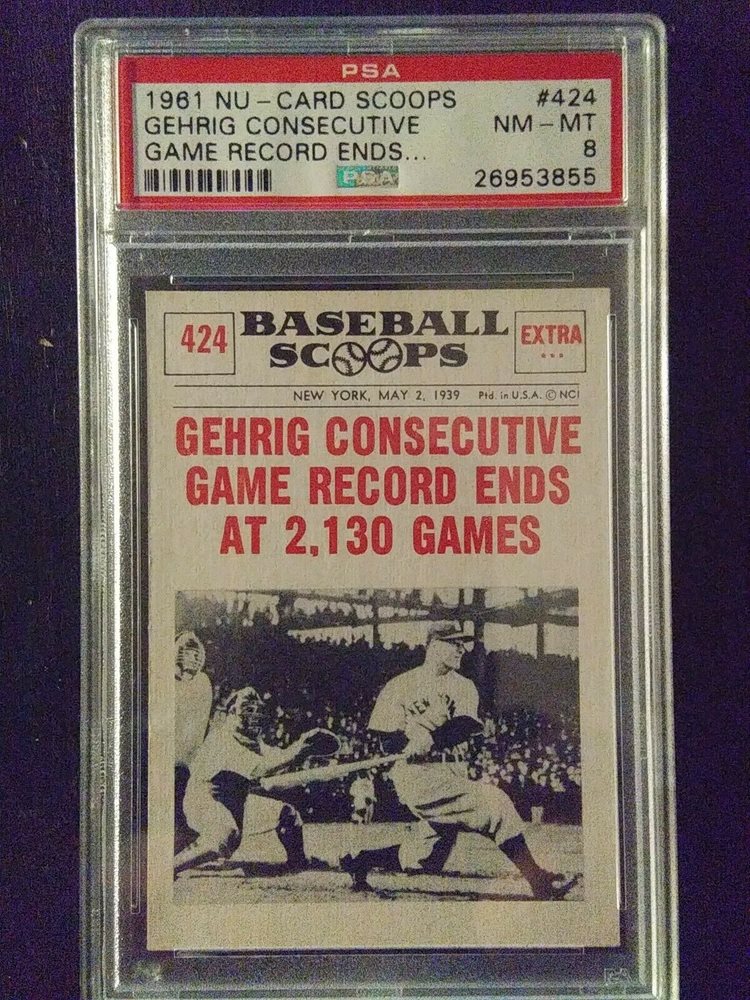 PSA
1961 NU-CARD SCOOPS #424
GEHRIG CONSECUTIVE NM-MT
GAME RECORD ENDS... 8
PSA 26953855
424 BASEBALL EXTRA
SCOOPS ***
NEW YORK, MAY 2, 1939 Ptd. in U.S.A. © NCI
GEHRIG CONSECUTIVE
GAME RECORD ENDS
AT 2,130 GAMES
NEW YORK